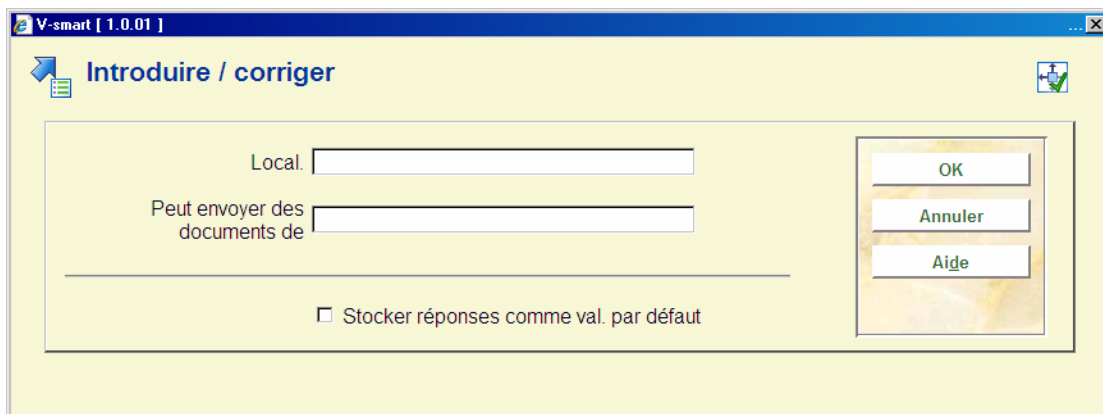 V-smart [ 1.0.01 ]
...
Introduire / corriger
Local.
OK
Peut envoyer des
documents de
Annuler
Aide
Stocker réponses comme val. par défaut